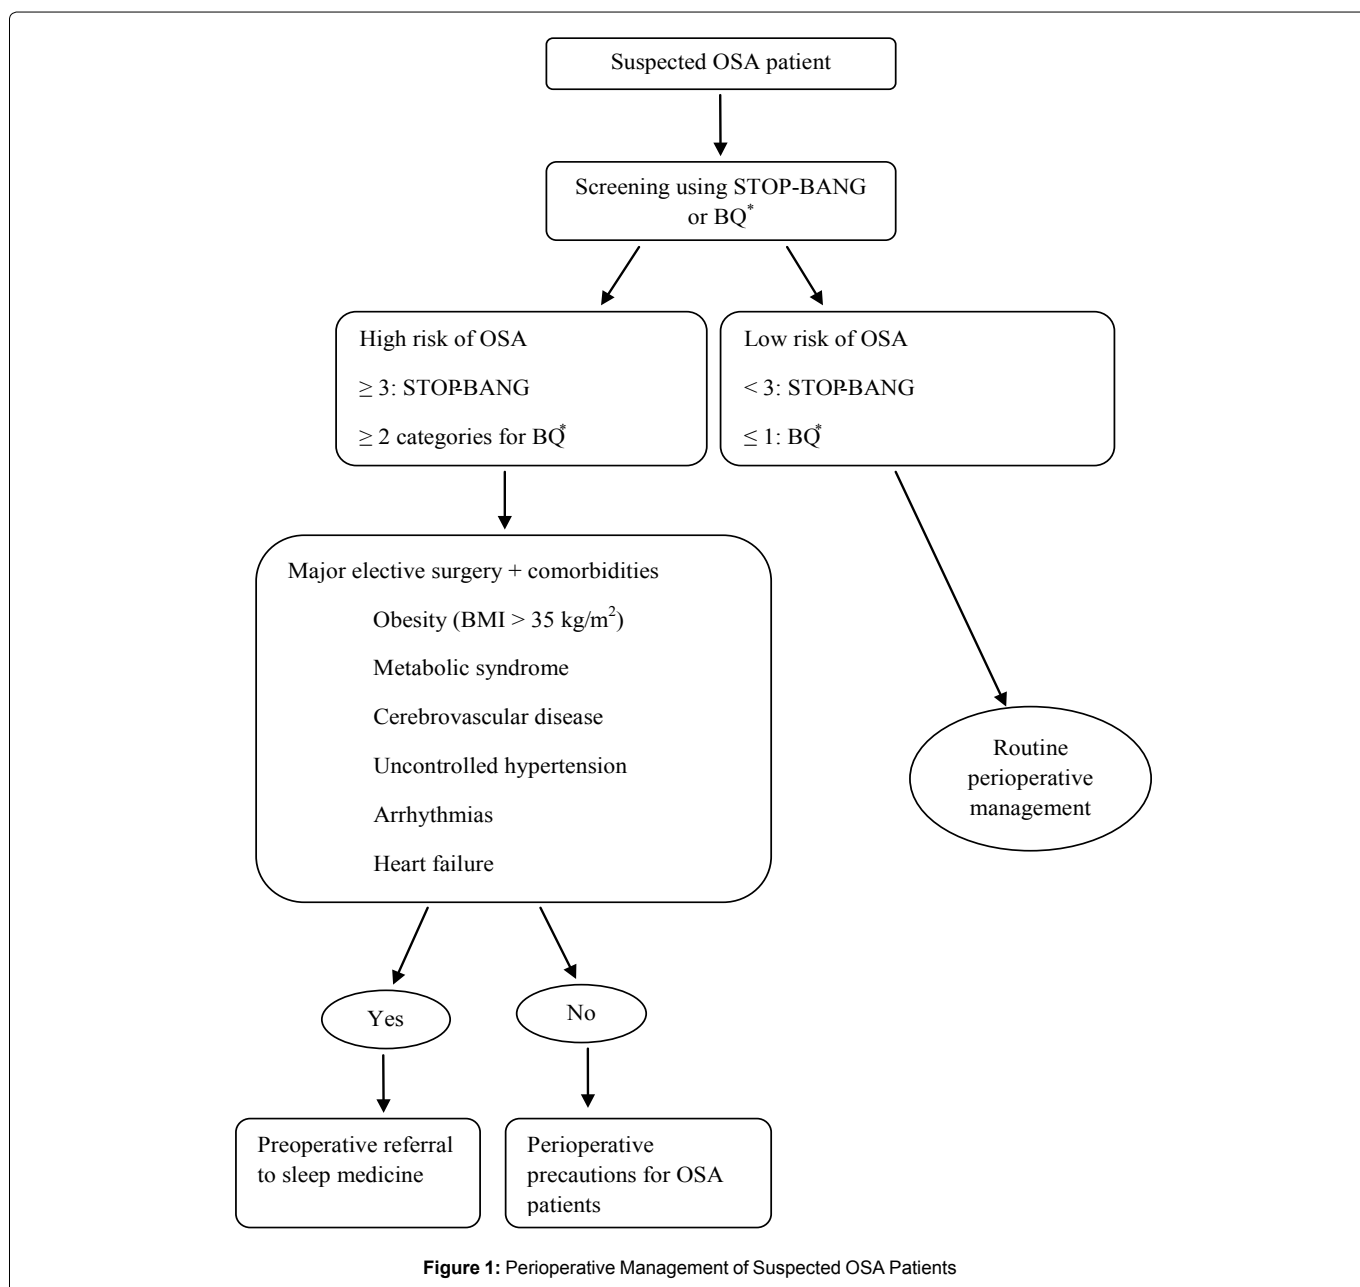 Suspected OSA patient
Screening using STOP-BANG
or BQ*
High risk of OSA
≥ 3: STOP-BANG
≥ 2 categories for BQ*
Low risk of OSA
< 3: STOP-BANG
≤ 1: BQ*
Major elective surgery + comorbidities
Obesity (BMI > 35 kg/m²)
Metabolic syndrome
Cerebrovascular disease
Uncontrolled hypertension
Arrhythmias
Heart failure
Routine
perioperative
management
Yes
No
Preoperative referral
to sleep medicine
Perioperative
precautions for OSA
patients
Figure 1: Perioperative Management of Suspected OSA Patients